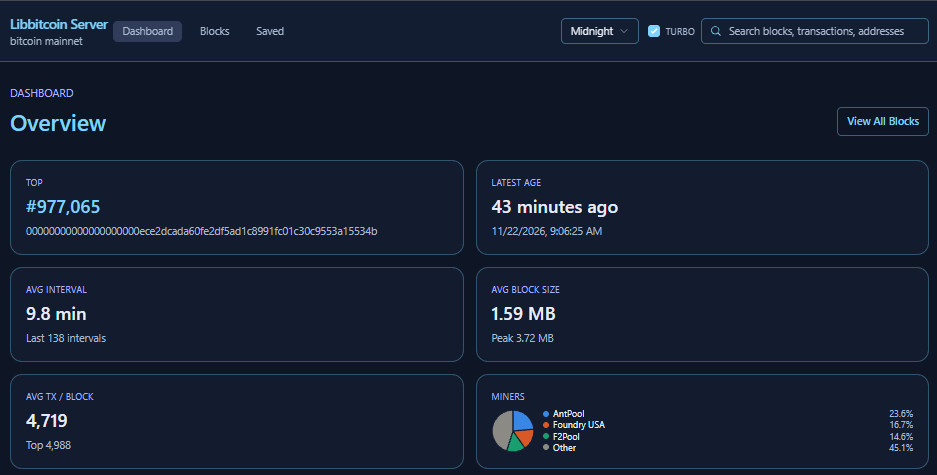 Libbitcoin Server
bitcoin mainnet
Dashboard
Blocks
Saved
Midnight
TURBO
Search blocks, transactions, addresses
DASHBOARD
Overview
View All Blocks
TOP
#977,065
00000000000000000000ece2dcada60fe2df5ad1c8991fc01c30c9553a15534b
LATEST AGE
43 minutes ago
11/22/2026, 9:06:25 AM
AVG INTERVAL
9.8 min
Last 138 intervals
AVG BLOCK SIZE
1.59 MB
Peak 3.72 MB
AVG TX / BLOCK
4,719
Top 4,988
MINERS
AntPool 23.6%
Foundry USA 16.7%
F2Pool 14.6%
Other 45.1%